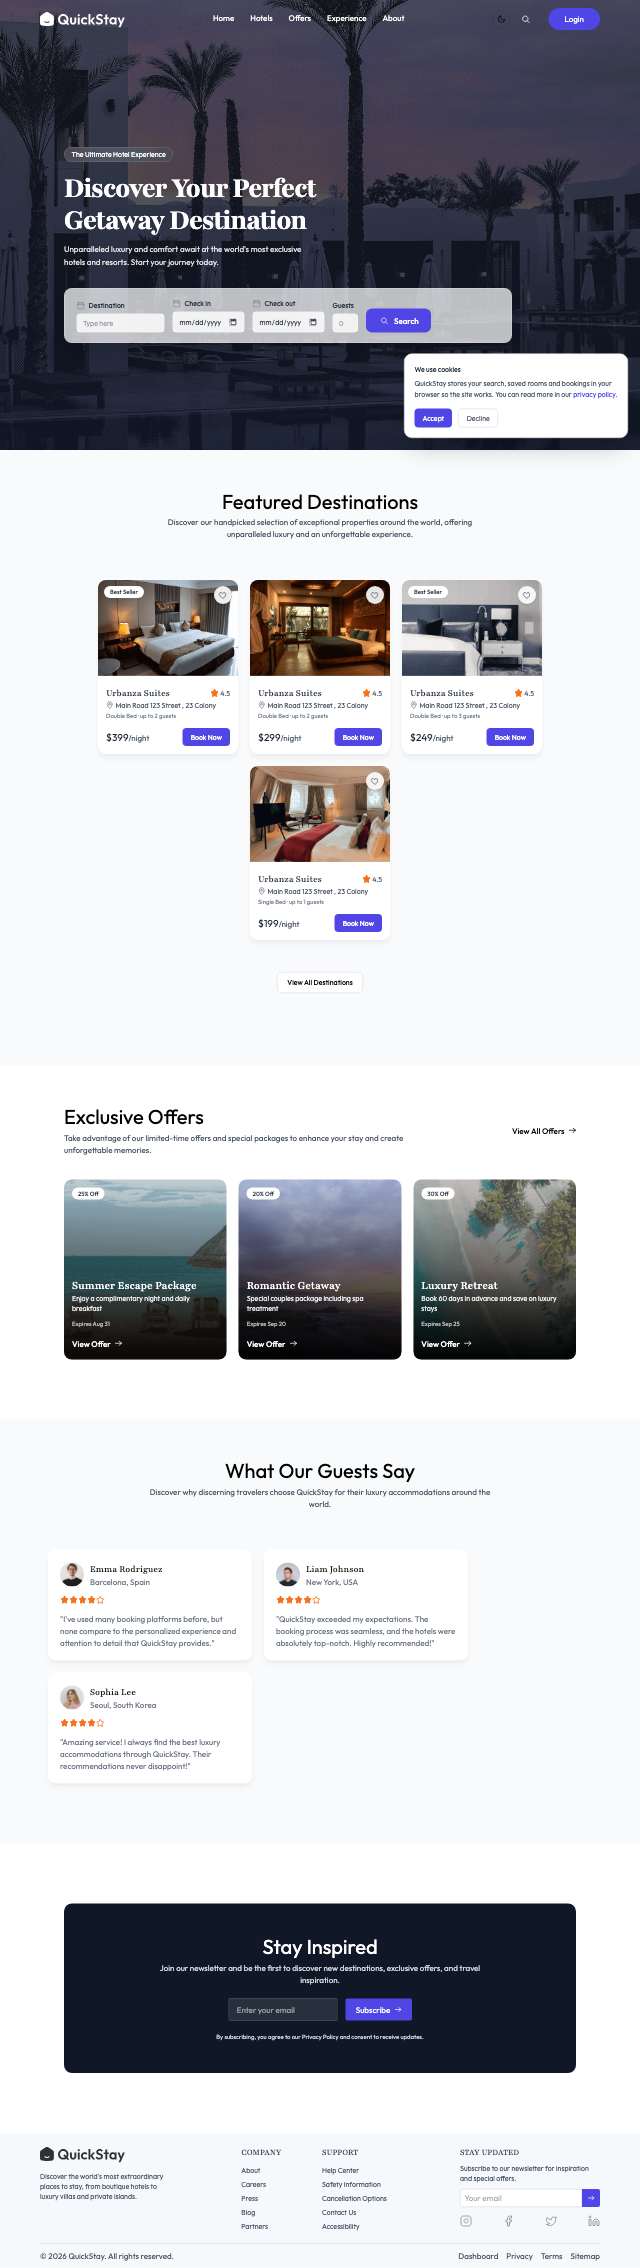 QuickStay
Home Hotels Offers Experience About
Login
The Ultimate Hotel Experience
Discover Your Perfect
Getaway Destination
Unparalleled luxury and comfort await at the world's most exclusive
hotels and resorts. Start your journey today.
Destination Check in Check out Guests
Type here mm/dd/yyyy mm/dd/yyyy 0 Search
We use cookies
QuickStay stores your search, saved rooms and bookings in your
browser so the site works. You can read more in our privacy policy.
Accept Decline
Featured Destinations
Discover our handpicked selection of exceptional properties around the world, offering
unparalleled luxury and an unforgettable experience.
Best Seller
Urbanza Suites 4.5
Main Road 123 Street , 23 Colony
Double Bed · up to 2 guests
$399/night Book Now
Urbanza Suites 4.5
Main Road 123 Street , 23 Colony
Double Bed · up to 2 guests
$299/night Book Now
Best Seller
Urbanza Suites 4.5
Main Road 123 Street , 23 Colony
Double Bed · up to 3 guests
$249/night Book Now
Urbanza Suites 4.5
Main Road 123 Street , 23 Colony
Single Bed · up to 1 guests
$199/night Book Now
View All Destinations
Exclusive Offers
Take advantage of our limited-time offers and special packages to enhance your stay and create
unforgettable memories.
View All Offers
25% Off
Summer Escape Package
Enjoy a complimentary night and daily
breakfast
Expires Aug 31
View Offer
20% Off
Romantic Getaway
Special couples package including spa
treatment
Expires Sep 20
View Offer
30% Off
Luxury Retreat
Book 60 days in advance and save on luxury
stays
Expires Sep 25
View Offer
What Our Guests Say
Discover why discerning travelers choose QuickStay for their luxury accommodations around the
world.
Emma Rodriguez
Barcelona, Spain
"I've used many booking platforms before, but
none compare to the personalized experience and
attention to detail that QuickStay provides."
Liam Johnson
New York, USA
"QuickStay exceeded my expectations. The
booking process was seamless, and the hotels were
absolutely top-notch. Highly recommended!"
Sophia Lee
Seoul, South Korea
"Amazing service! I always find the best luxury
accommodations through QuickStay. Their
recommendations never disappoint!"
Stay Inspired
Join our newsletter and be the first to discover new destinations, exclusive offers, and travel
inspiration.
Enter your email Subscribe
By subscribing, you agree to our Privacy Policy and consent to receive updates.
QuickStay
Discover the world's most extraordinary
places to stay, from boutique hotels to
luxury villas and private islands.
COMPANY
About
Careers
Press
Blog
Partners
SUPPORT
Help Center
Safety Information
Cancellation Options
Contact Us
Accessibility
STAY UPDATED
Subscribe to our newsletter for inspiration
and special offers.
Your email
© 2026 QuickStay. All rights reserved.
Dashboard Privacy Terms Sitemap